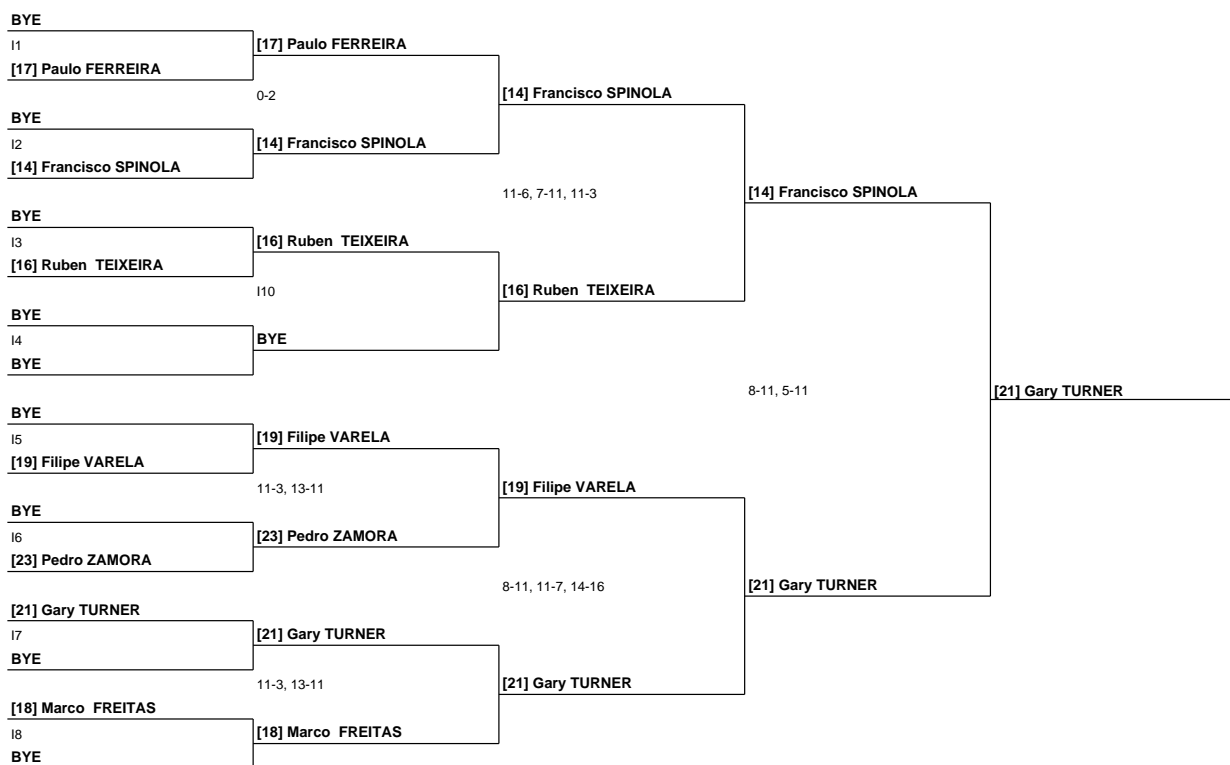 BYE
I1
[17] Paulo FERREIRA
[17] Paulo FERREIRA
0-2
[14] Francisco SPINOLA
BYE
I2
[14] Francisco SPINOLA
[14] Francisco SPINOLA
11-6, 7-11, 11-3
[14] Francisco SPINOLA
BYE
I3
[16] Ruben  TEIXEIRA
[16] Ruben  TEIXEIRA
I10
[16] Ruben  TEIXEIRA
BYE
I4
BYE
BYE
8-11, 5-11
[21] Gary TURNER
BYE
I5
[19] Filipe VARELA
[19] Filipe VARELA
11-3, 13-11
[19] Filipe VARELA
BYE
I6
[23] Pedro ZAMORA
[23] Pedro ZAMORA
8-11, 11-7, 14-16
[21] Gary TURNER
[21] Gary TURNER
I7
BYE
[21] Gary TURNER
11-3, 13-11
[21] Gary TURNER
[18] Marco  FREITAS
I8
BYE
[18] Marco  FREITAS